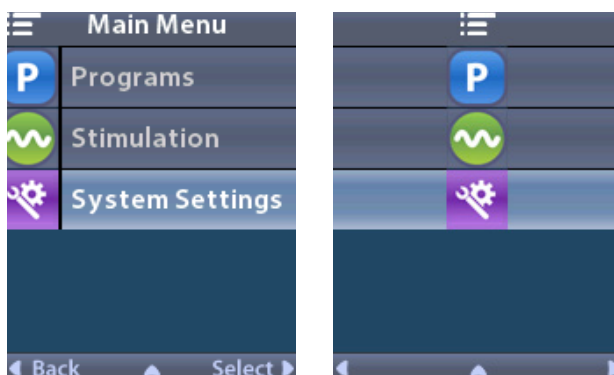 Main Menu
P Programs
Stimulation
System Settings
Back Select
P